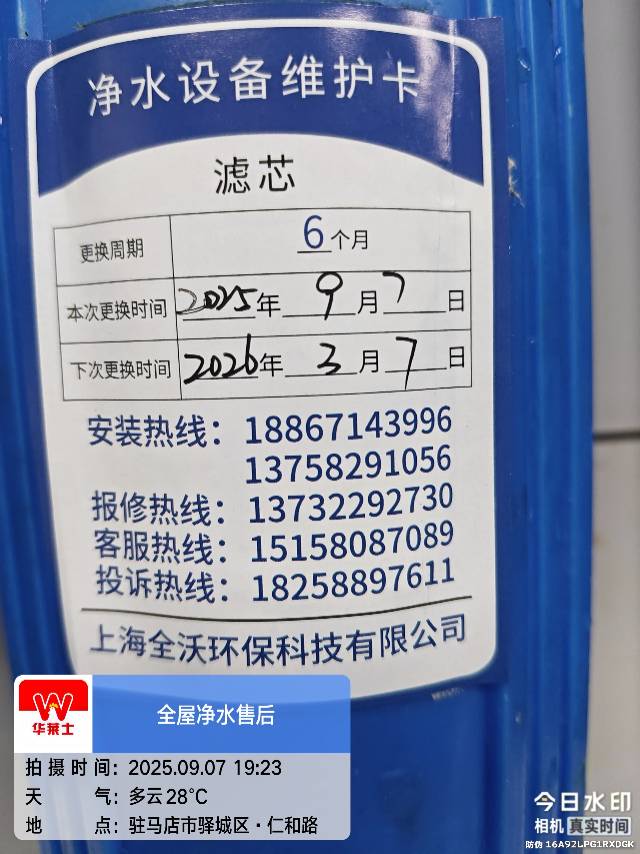 净水设备维护卡
滤芯
更换周期 6个月
本次更换时间 2025年 9月 7日
下次更换时间 2026年 3月 7日
安装热线：18867143996
13758291056
报修热线：13732292730
客服热线：15158087089
投诉热线：18258897611
上海全沃环保科技有限公司
华莱士
全屋净水售后
拍摄时间：2025.09.07 19:23
天气：多云28℃
地点：驻马店市驿城区·仁和路
今日水印
相机 真实时间
防伪 16A92LPG1RXDGK